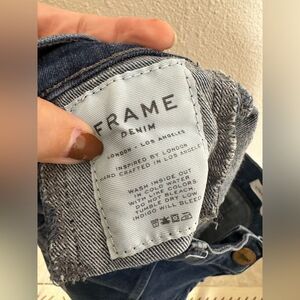 FRAME
DENIM
LONDON • LOS ANGELES
INSPIRED BY LONDON
HAND CRAFTED IN LOS ANGELES
WASH INSIDE OUT
IN COLD WATER
WITH LIKE COLORS
DO NOT BLEACH
TUMBLE DRY LOW
INDIGO WILL BLEED